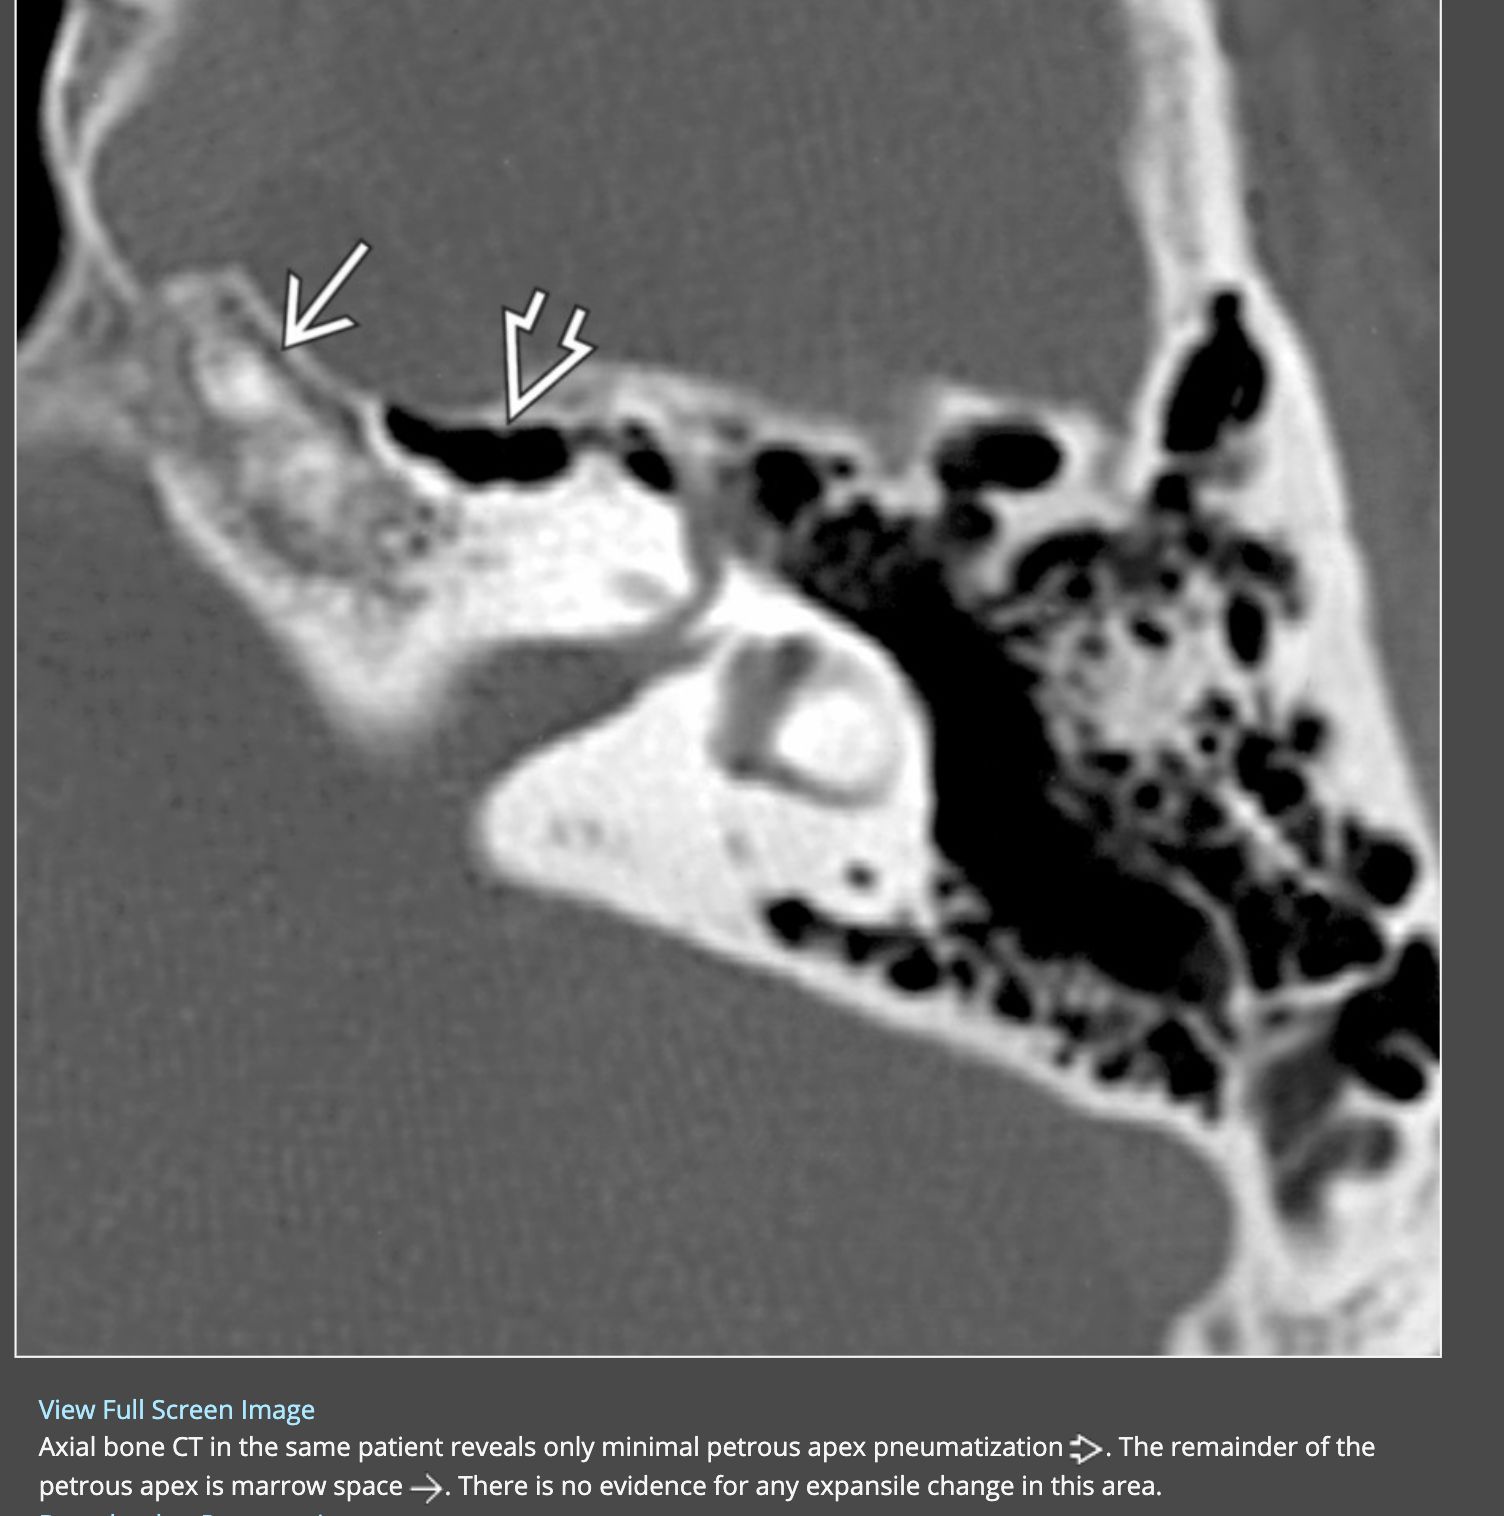 View Full Screen Image
Axial bone CT in the same patient reveals only minimal petrous apex pneumatization. The remainder of the
petrous apex is marrow space. There is no evidence for any expansile change in this area.